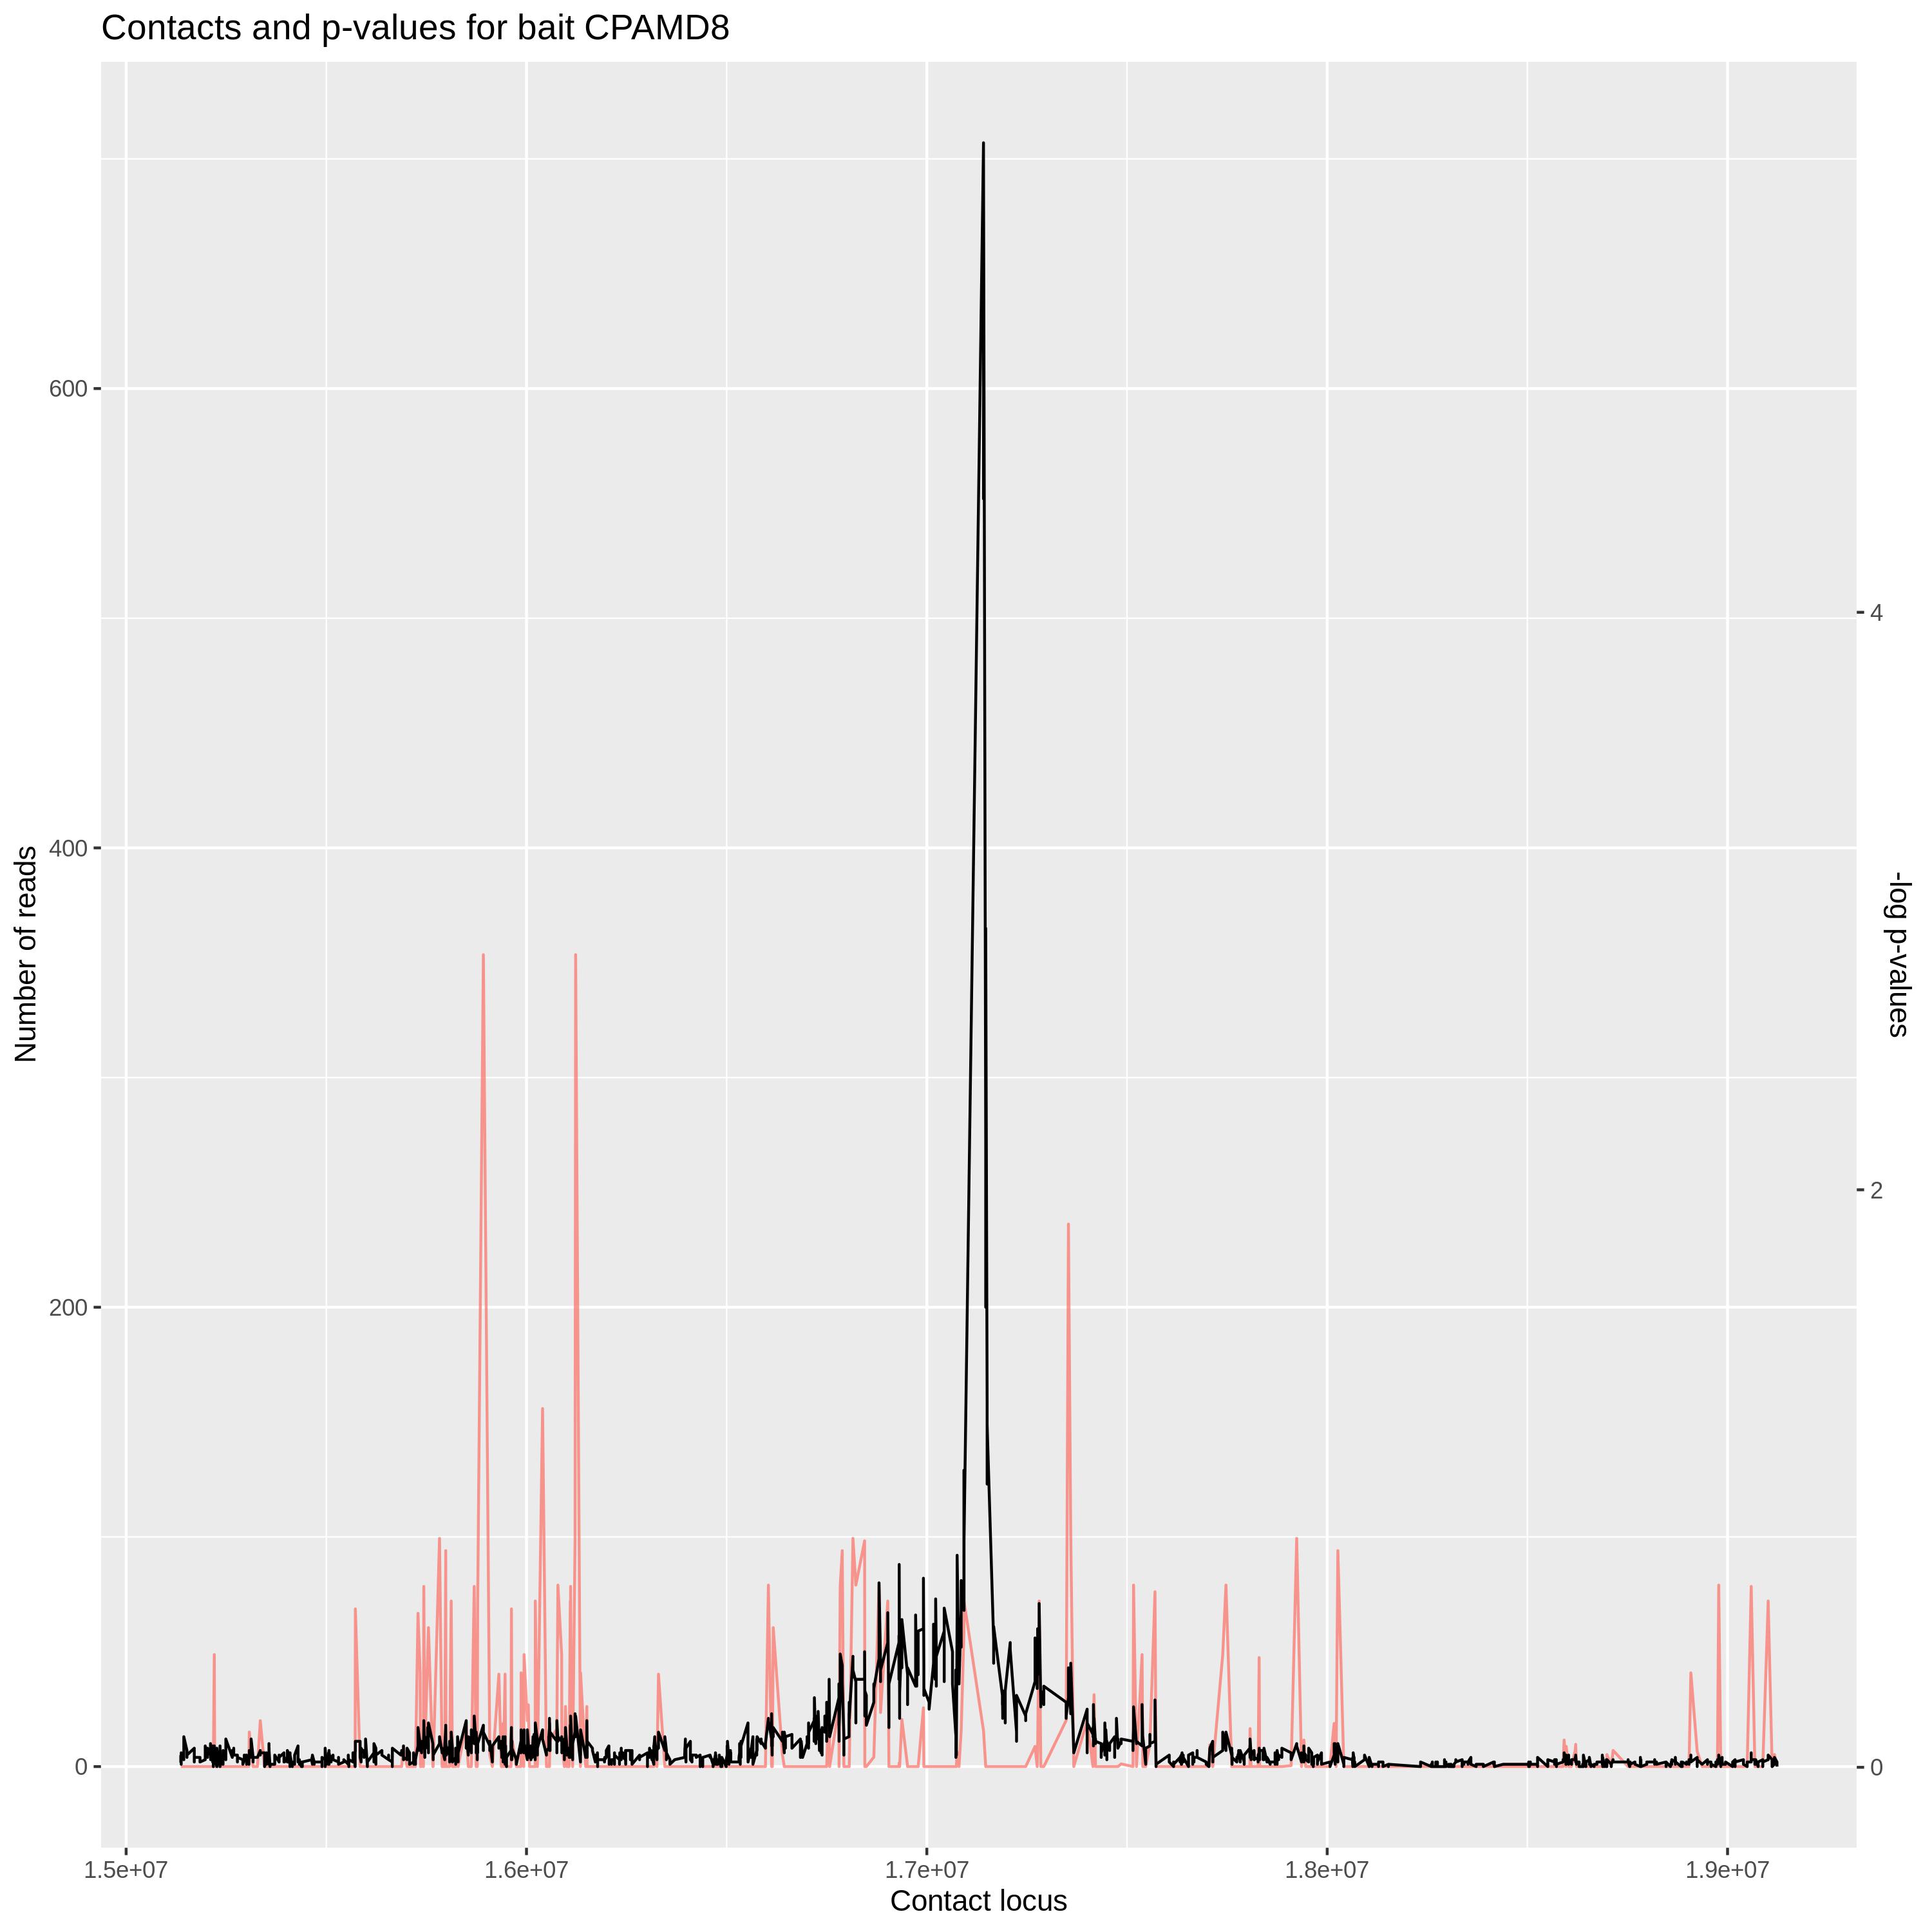 Contacts and p-values for bait CPAMD8
Number of reads
600
400
200
0
4
2
0
-log p-values
1.5e+07 1.6e+07 1.7e+07 1.8e+07 1.9e+07
Contact locus